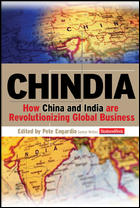 CHINDIA
How China and India are
Revolutionizing Global Business
Edited by Pete Engardio Senior Writer BusinessWeek